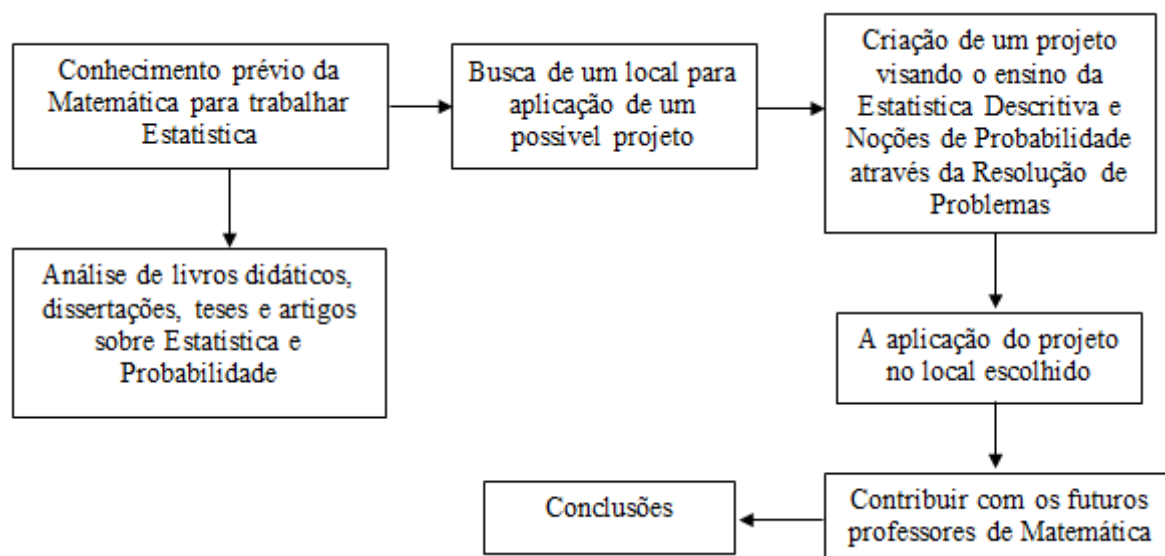 Conhecimento prévio da
Matemática para trabalhar
Estatística
Busca de um local para
aplicação de um
possível projeto
Criação de um projeto
visando o ensino da
Estatística Descritiva e
Noções de Probabilidade
através da Resolução de
Problemas
Análise de livros didáticos,
dissertações, teses e artigos
sobre Estatística e
Probabilidade
A aplicação do projeto
no local escolhido
Contribuir com os futuros
professores de Matemática
Conclusões